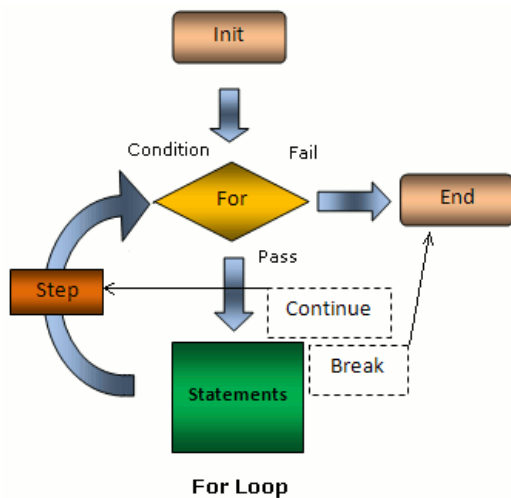 Init
Condition
Fail
For
End
Pass
Step
Continue
Break
Statements
For Loop